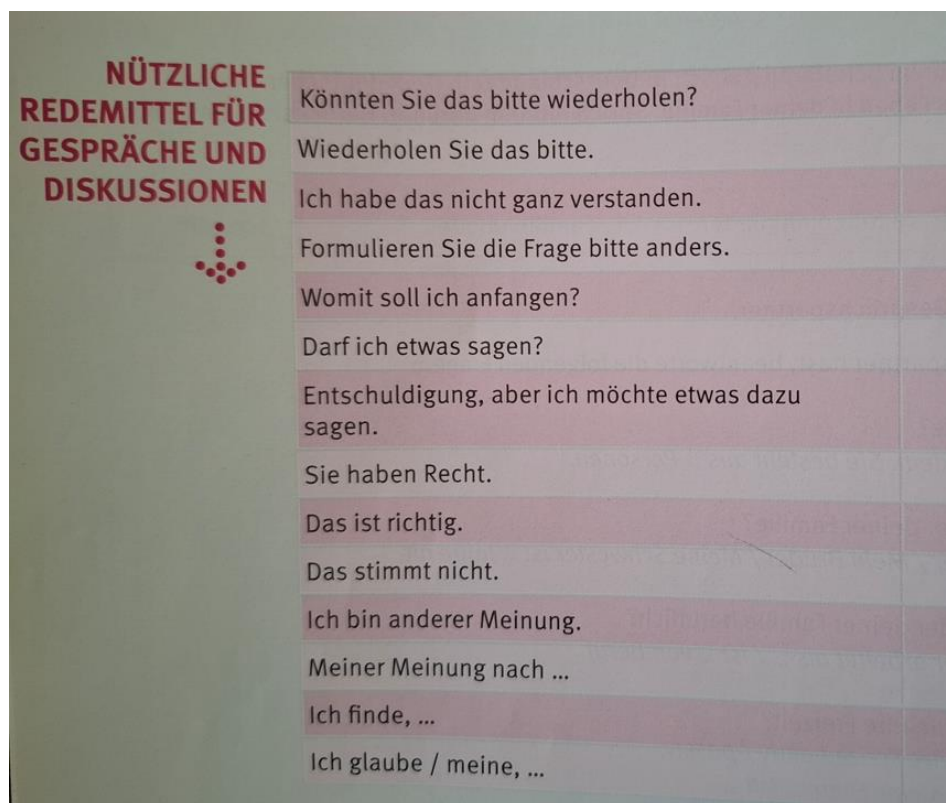 NÜTZLICHE
REDEMITTEL FÜR
GESPRÄCHE UND
DISKUSSIONEN
Könnten Sie das bitte wiederholen?
Wiederholen Sie das bitte.
Ich habe das nicht ganz verstanden.
Formulieren Sie die Frage bitte anders.
Womit soll ich anfangen?
Darf ich etwas sagen?
Entschuldigung, aber ich möchte etwas dazu
sagen.
Sie haben Recht.
Das ist richtig.
Das stimmt nicht.
Ich bin anderer Meinung.
Meiner Meinung nach ...
Ich finde, ...
Ich glaube / meine, ...